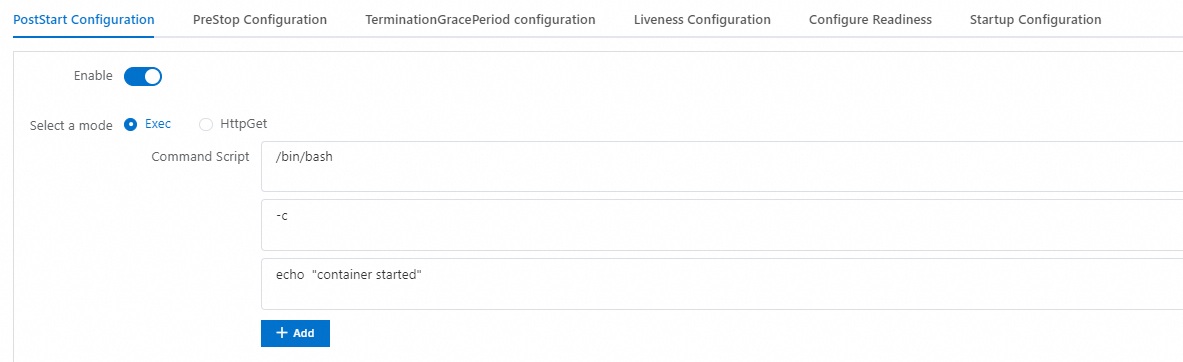 PostStart Configuration PreStop Configuration TerminationGracePeriod configuration Liveness Configuration Configure Readiness Startup Configuration
Enable
Select a mode Exec HttpGet
Command Script /bin/bash
-c
echo  "container started"
+ Add